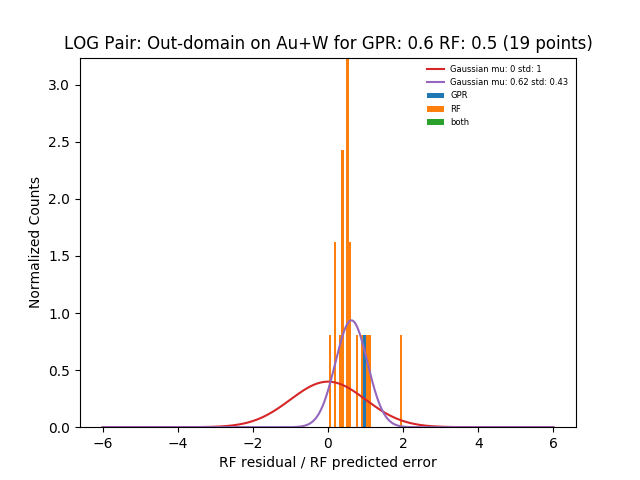 LOG Pair: Out-domain on Au+W for GPR: 0.6 RF: 0.5 (19 points)
Gaussian mu: 0 std: 1
Gaussian mu: 0.62 std: 0.43
GPR
RF
both
Normalized Counts
3.0
2.5
2.0
1.5
1.0
0.5
0.0
−6 −4 −2 0 2 4 6
RF residual / RF predicted error